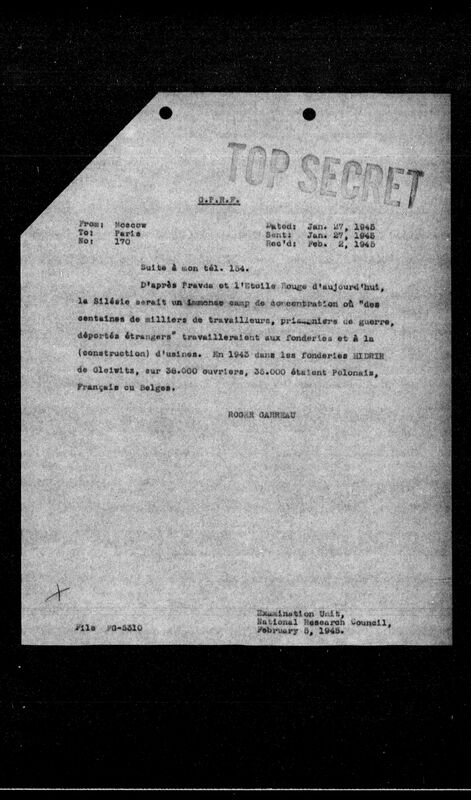 TOP SECRET
G.P.R.F.
From: Moscow
To: Paris
No: 170
Dated: Jan. 27, 1945
Sent: Jan. 27, 1945
Rec'd: Feb. 2, 1945
Suite à mon tél. 154.
D'après Pravda et l'Etoile Rouge d'aujourd'hui,
la Silésie serait un immense camp de concentration où "des
centaines de milliers de travailleurs, prisonniers de guerre,
déportés étrangers" travailleraient aux fonderies et à la
(construction) d'usines. En 1943 dans les fonderies
de Gleiwitz, sur 38.000 ouvriers, 35.000 étaient Polonais,
Français ou Belges.
ROGER GARREAU
File FG-5310
Examination Unit,
National Research Council,
February 5, 1945.